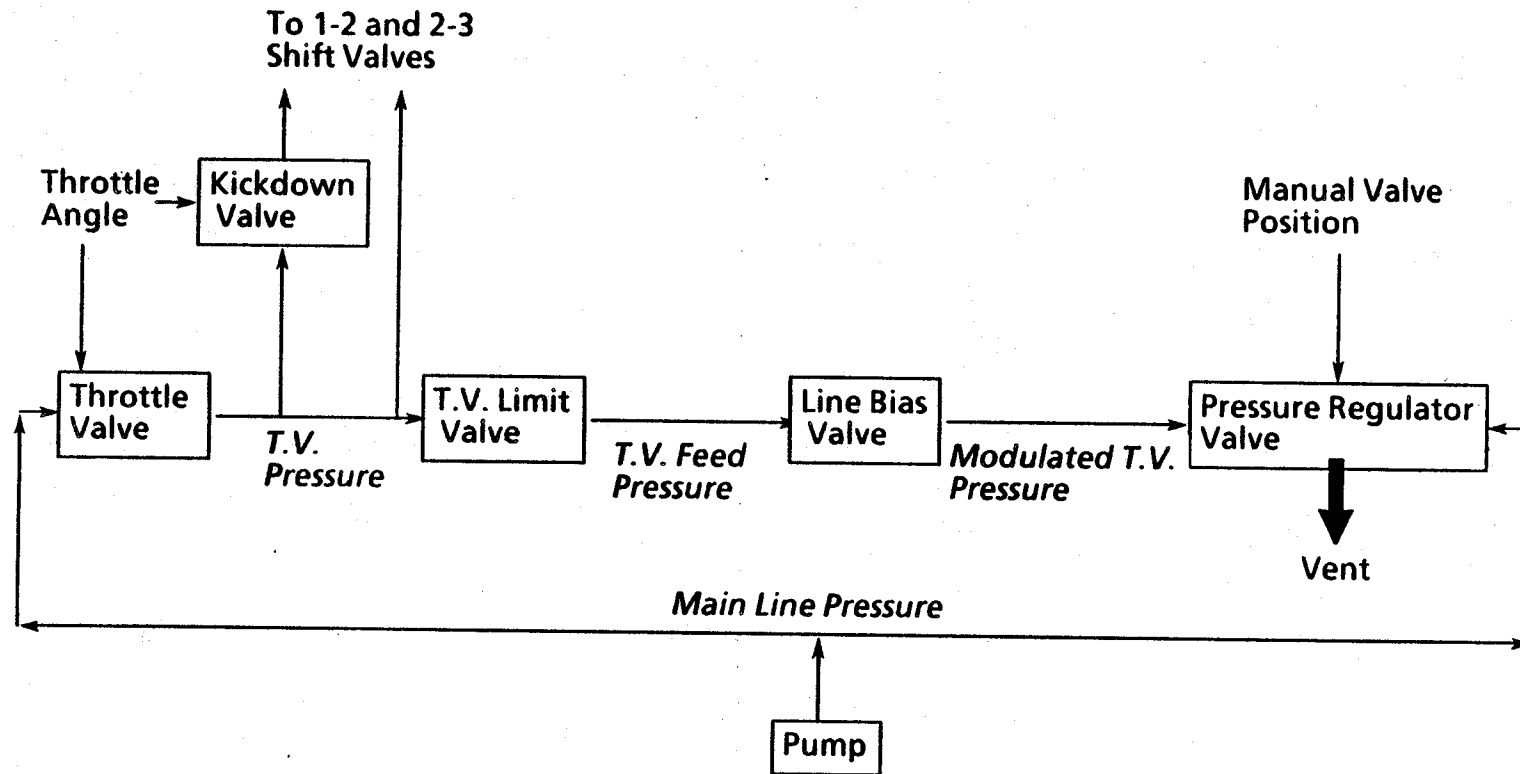 To 1-2 and 2-3
Shift Valves
Throttle
Angle
Kickdown
Valve
Manual Valve
Position
Throttle
Valve
T.V.
Pressure
T.V. Limit
Valve
T.V. Feed
Pressure
Line Bias
Valve
Modulated T.V.
Pressure
Pressure Regulator
Valve
Vent
Main Line Pressure
Pump